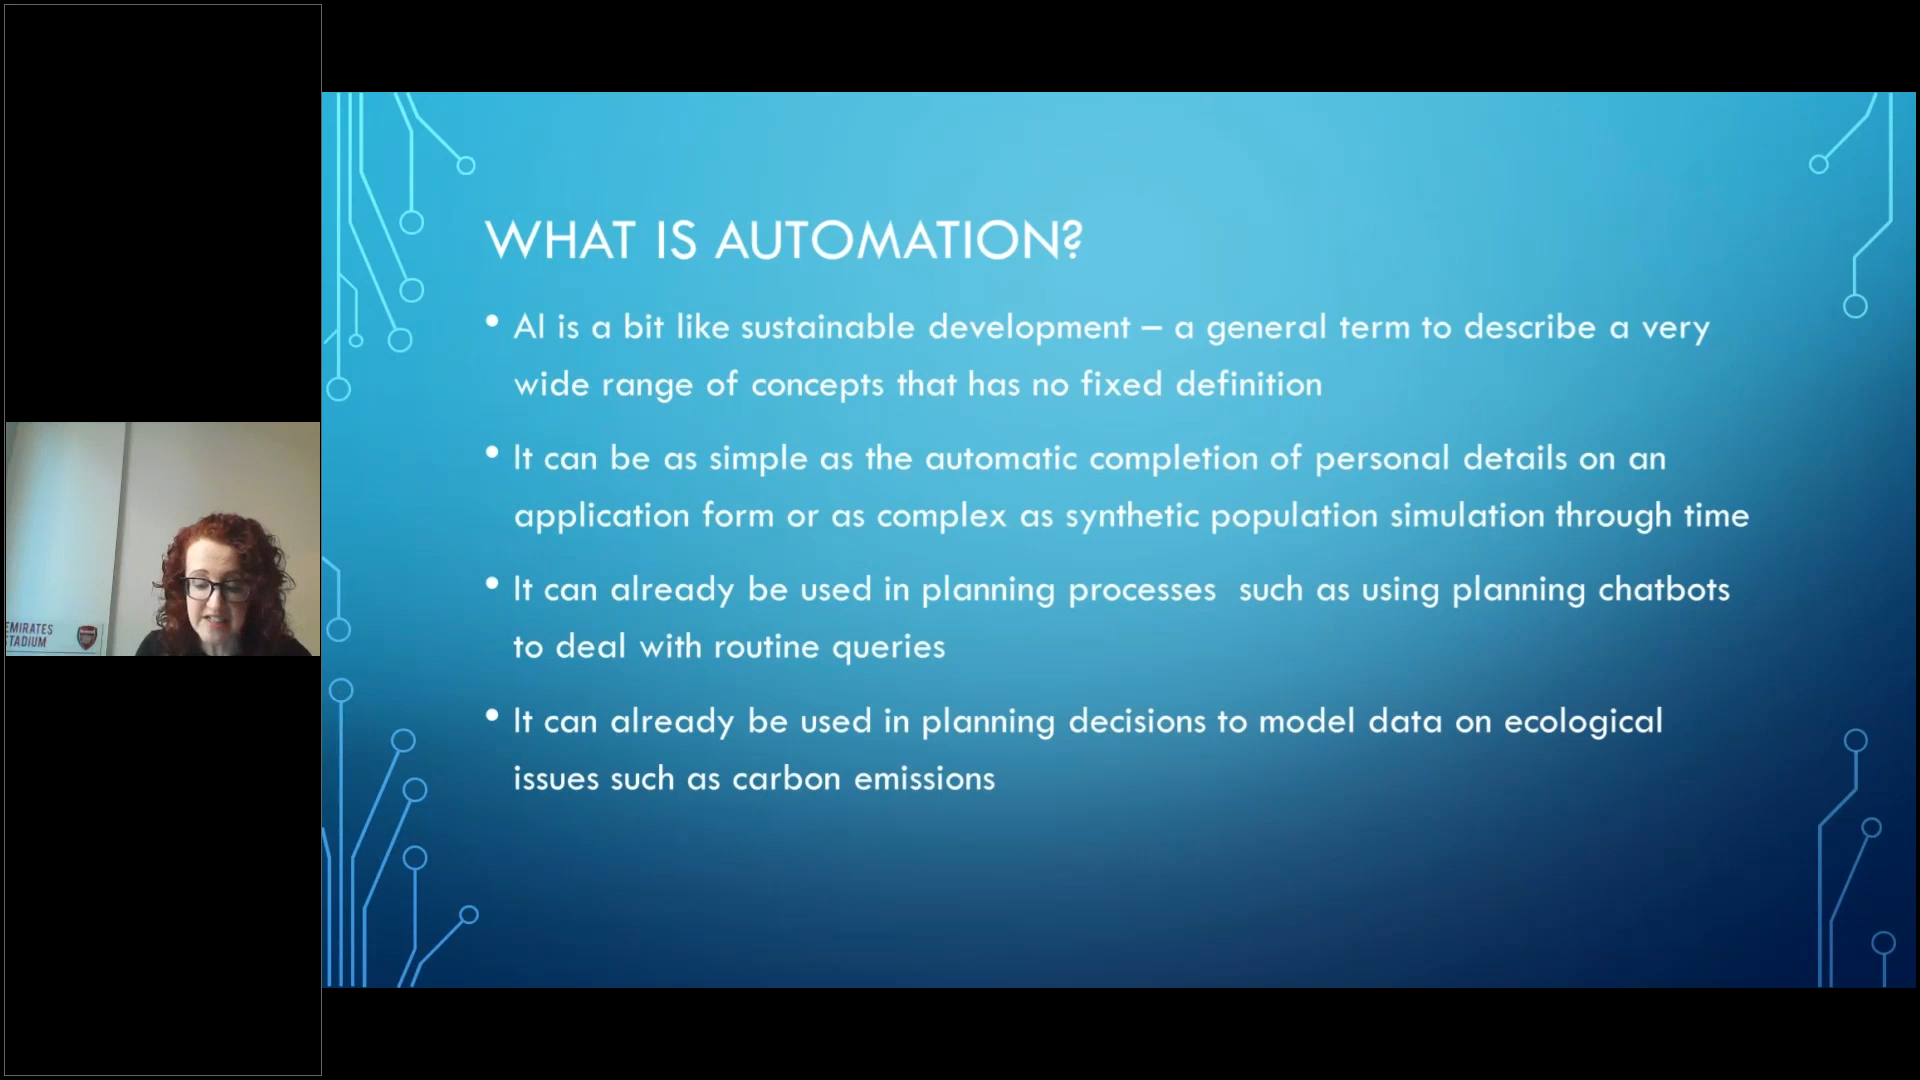 WHAT IS AUTOMATION?
• AI is a bit like sustainable development – a general term to describe a very
wide range of concepts that has no fixed definition
• It can be as simple as the automatic completion of personal details on an
application form or as complex as synthetic population simulation through time
• It can already be used in planning processes  such as using planning chatbots
to deal with routine queries
• It can already be used in planning decisions to model data on ecological
issues such as carbon emissions
EMIRATES
STADIUM